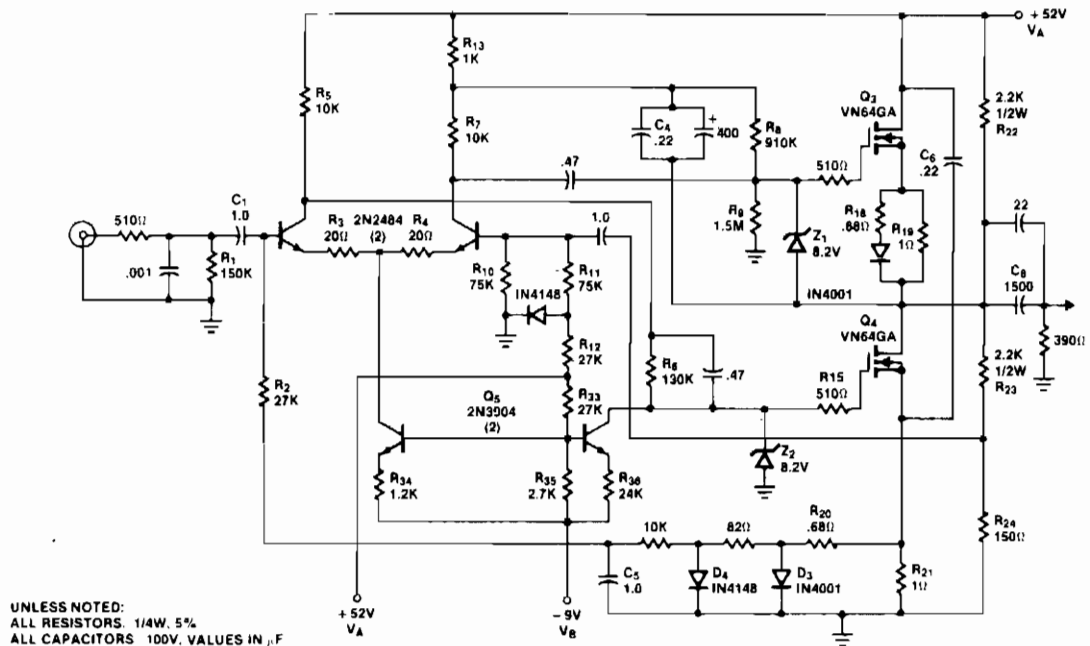 + 52V
VA
R13
1K
R5
10K
R7
10K
C4
.22
+
400
R8
910K
Q3
VN64GA
2.2K
1/2W
R22
C6
.22
.47
510Ω
C1
1.0
510Ω
R3
20Ω
2N2484
(2)
R4
20Ω
1.0
R9
1.5M
Z1
8.2V
R18
.68Ω
R19
1Ω
22
.001
R1
150K
R10
75K
R11
75K
IN4148
IN4001
C8
1500
Q4
VN64GA
390Ω
R12
27K
R6
130K
.47
R15
510Ω
2.2K
1/2W
R23
R2
27K
Q5
2N3904
(2)
R33
27K
Z2
8.2V
R34
1.2K
R35
2.7K
R36
24K
R20
.68Ω
10K
82Ω
R24
150Ω
C5
1.0
D4
IN4148
D3
IN4001
R21
1Ω
+ 52V
VA
- 9V
VB
UNLESS NOTED:
ALL RESISTORS. 1/4W, 5%
ALL CAPACITORS 100V, VALUES IN μF